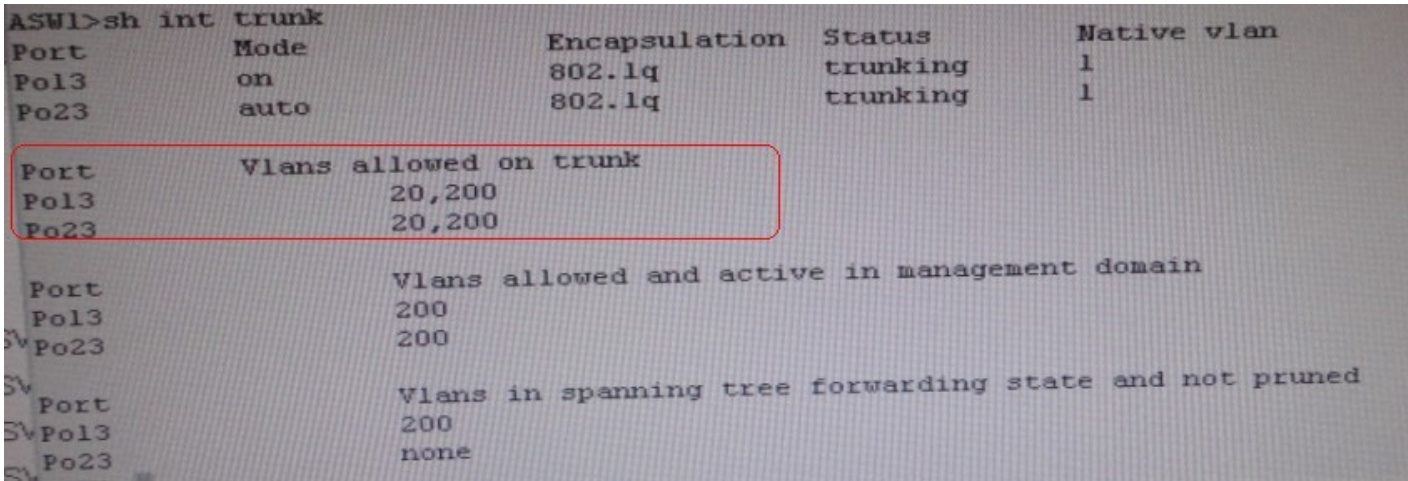 ASW1>sh int trunk
Port Mode Encapsulation Status Native vlan
Po13 on 802.1q trunking 1
Po23 auto 802.1q trunking 1
Port Vlans allowed on trunk
Po13 20,200
Po23 20,200
Port Vlans allowed and active in management domain
Po13 200
Po23 200
Port Vlans in spanning tree forwarding state and not pruned
Po13 200
Po23 none